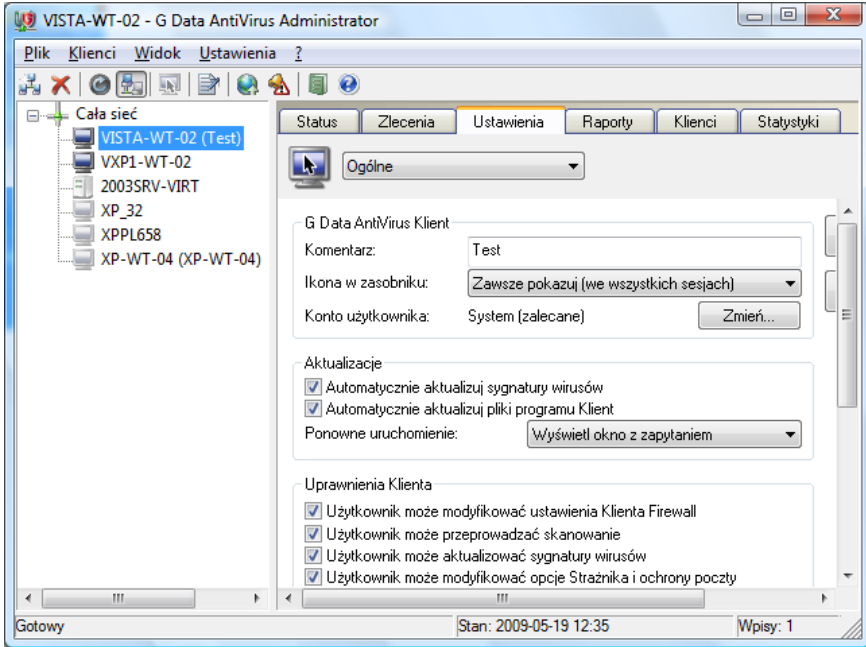 VISTA-WT-02 - G Data AntiVirus Administrator
Plik Klienci Widok Ustawienia ?
Cała sieć
VISTA-WT-02 (Test)
VXP1-WT-02
2003SRV-VIRT
XP_32
XPPL658
XP-WT-04 (XP-WT-04)
Status Zlecenia Ustawienia Raporty Klienci Statystyki
Ogólne
G Data AntiVirus Klient
Komentarz: Test
Ikona w zasobniku: Zawsze pokazuj (we wszystkich sesjach)
Konto użytkownika: System (zalecane) Zmień...
Aktualizacje
Automatycznie aktualizuj sygnatury wirusów
Automatycznie aktualizuj pliki programu Klient
Ponowne uruchomienie: Wyświetl okno z zapytaniem
Uprawnienia Klienta
Użytkownik może modyfikować ustawienia Klienta Firewall
Użytkownik może przeprowadzać skanowanie
Użytkownik może aktualizować sygnatury wirusów
Użytkownik może modyfikować opcje Strażnika i ochrony poczty
Gotowy Stan: 2009-05-19 12:35 Wpisy: 1